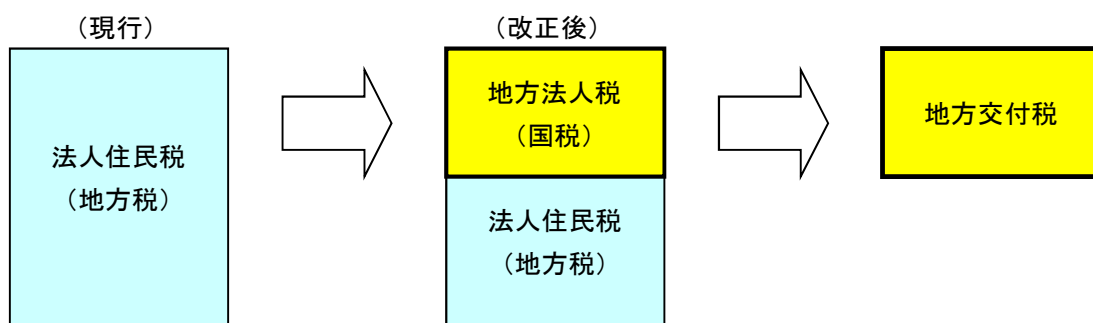 （現行）
法人住民税
（地方税）
（改正後）
地方法人税
（国税）
法人住民税
（地方税）
地方交付税